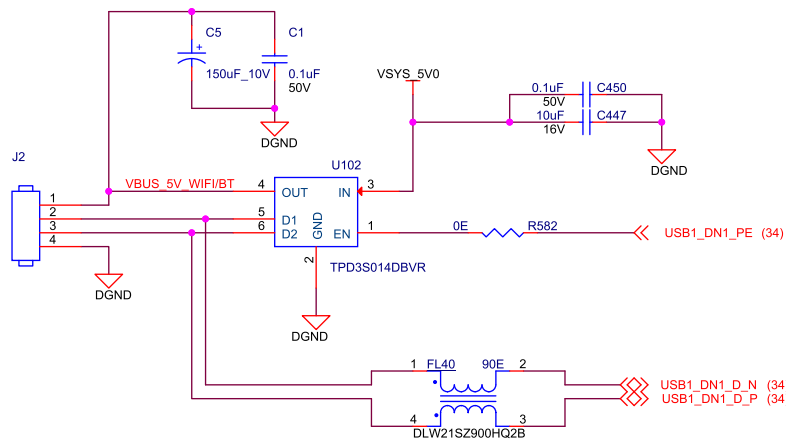 C5
C1
+
150uF_10V
0.1uF
50V
DGND
VSYS_5V0
0.1uF
C450
50V
10uF
C447
16V
DGND
J2
U102
VBUS_5V_WIFI/BT
4
OUT
IN
3
1
2
5
D1
3
6
D2
GND
EN
1
0E
R582
USB1_DN1_PE (34)
4
2
TPD3S014DBVR
DGND
DGND
1
FL40
90E
2
USB1_DN1_D_N (34
USB1_DN1_D_P (34
4
3
DLW21SZ900HQ2B